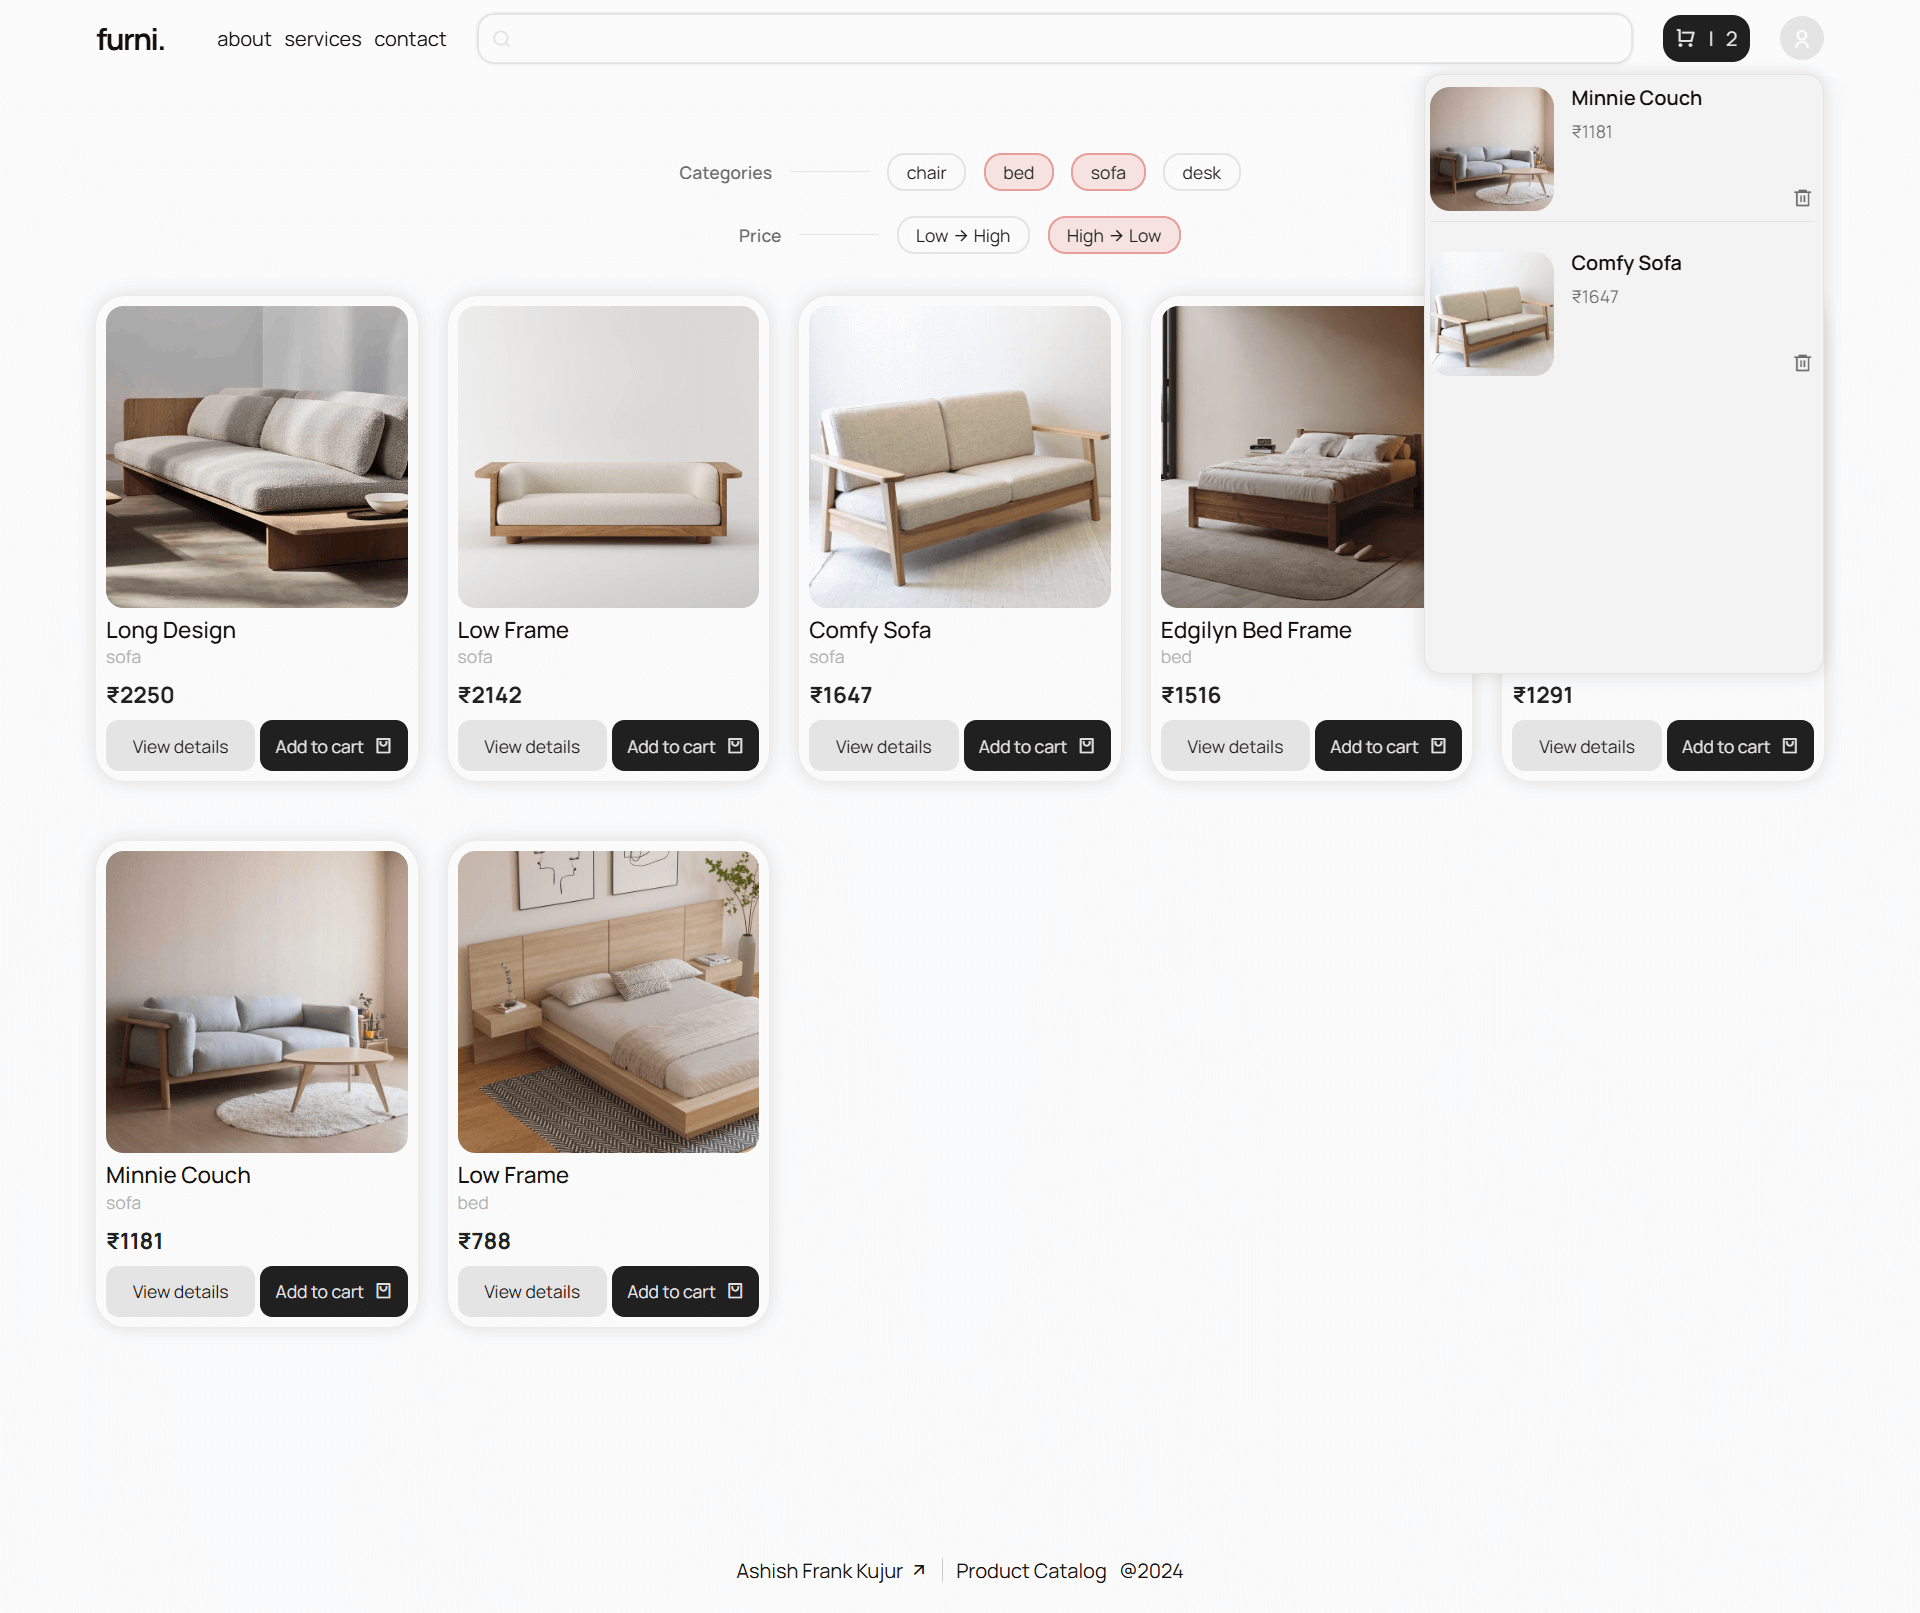 furni.
about services contact
| 2
Minnie Couch
₹1181
Comfy Sofa
₹1647
Categories
chair
bed
sofa
desk
Price
Low → High
High → Low
Long Design
sofa
₹2250
View details
Add to cart
Low Frame
sofa
₹2142
View details
Add to cart
Comfy Sofa
sofa
₹1647
View details
Add to cart
Edgilyn Bed Frame
bed
₹1516
View details
Add to cart
₹1291
View details
Add to cart
Minnie Couch
sofa
₹1181
View details
Add to cart
Low Frame
bed
₹788
View details
Add to cart
Ashish Frank Kujur ↗ | Product Catalog @2024